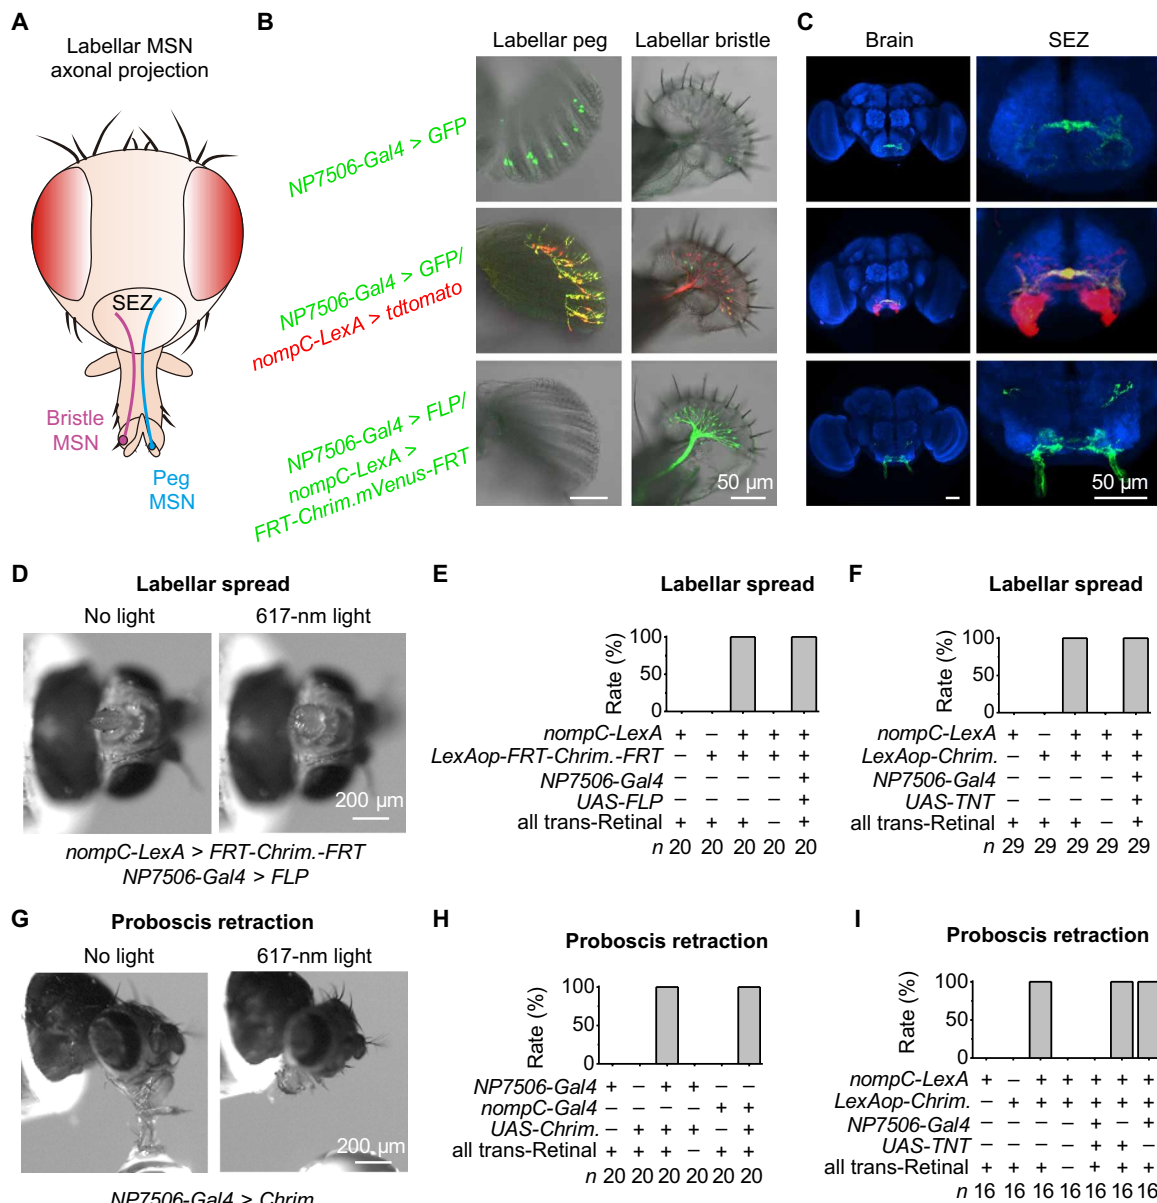 A
Labellar MSN
axonal projection
SEZ
Bristle
MSN
Peg
MSN
B
Labellar peg
Labellar bristle
NP7506-Gal4 > GFP
NP7506-Gal4 > GFP/
nompC-LexA > tdtomato
NP7506-Gal4 > FLP/
nompC-LexA >
FRT-Chrim.mVenus-FRT
50 µm
C
Brain
SEZ
50 µm
D
Labellar spread
No light
617-nm light
200 µm
nompC-LexA > FRT-Chrim.-FRT
NP7506-Gal4 > FLP
E
Labellar spread
Rate (%)
100
50
0
nompC-LexA + – + + +
LexAop-FRT-Chrim.-FRT – + + + +
NP7506-Gal4 – – – – +
UAS-FLP – – – – +
all trans-Retinal + + + – +
n 20 20 20 20 20
F
Labellar spread
Rate (%)
100
50
0
nompC-LexA + – + + +
LexAop-Chrim. – + + + +
NP7506-Gal4 – – – – +
UAS-TNT – – – – +
all trans-Retinal + + + – +
n 29 29 29 29 29
G
Proboscis retraction
No light
617-nm light
200 µm
NP7506-Gal4 > Chrim
H
Proboscis retraction
Rate (%)
100
50
0
NP7506-Gal4 + – + + – –
nompC-Gal4 – – – – + +
UAS-Chrim. – + + + – +
all trans-Retinal + + + – + +
n 20 20 20 20 20 20
I
Proboscis retraction
Rate (%)
100
50
0
nompC-LexA + – + + + + +
LexAop-Chrim. – + + + + + +
NP7506-Gal4 – – – – + – +
UAS-TNT – – – – + + –
all trans-Retinal + + + – + + +
n 16 16 16 16 16 16 16